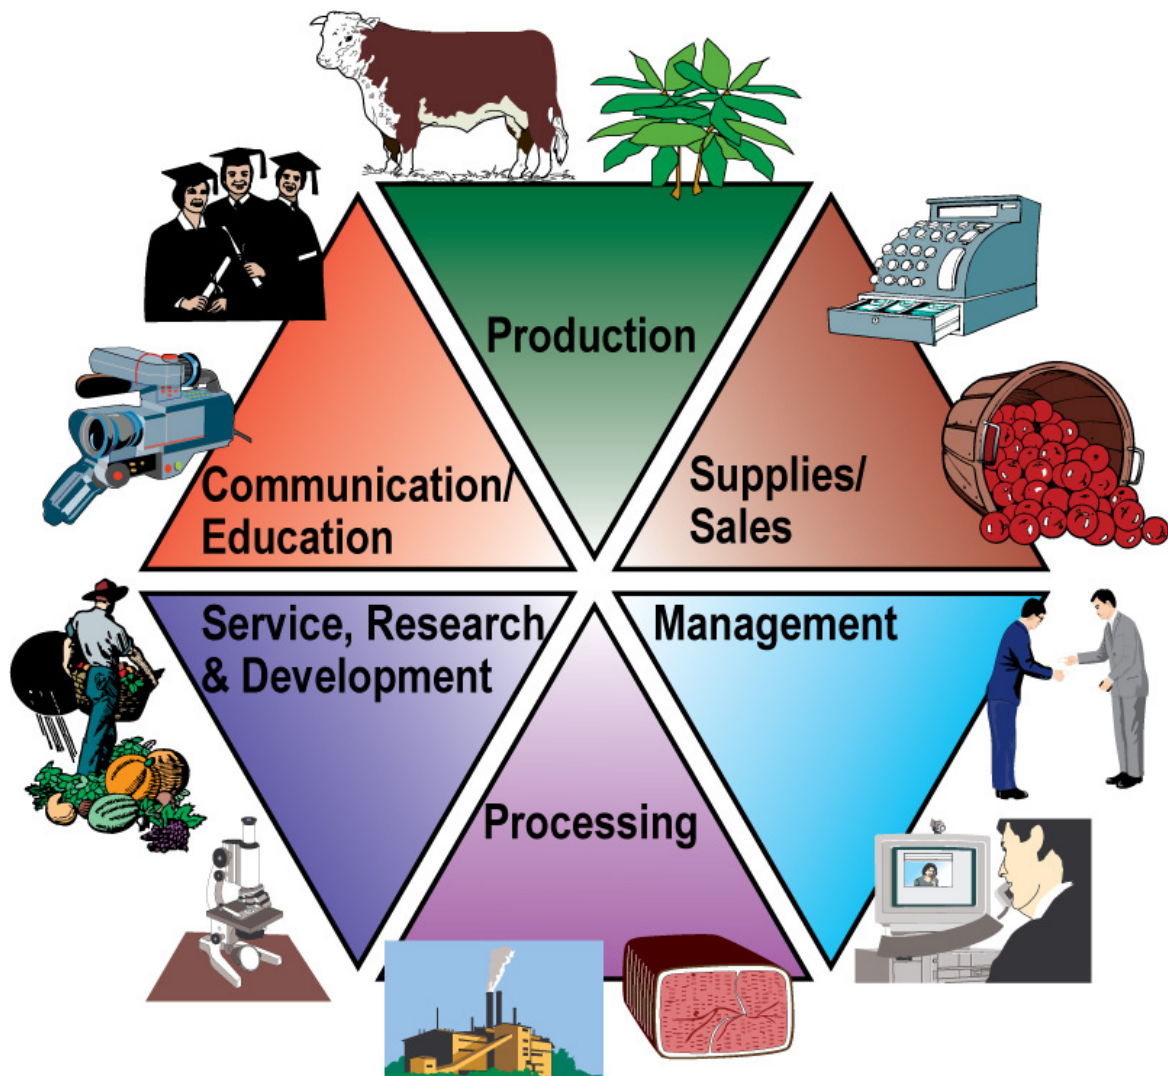 Production
Communication/
Education
Supplies/
Sales
Service, Research
& Development
Management
Processing